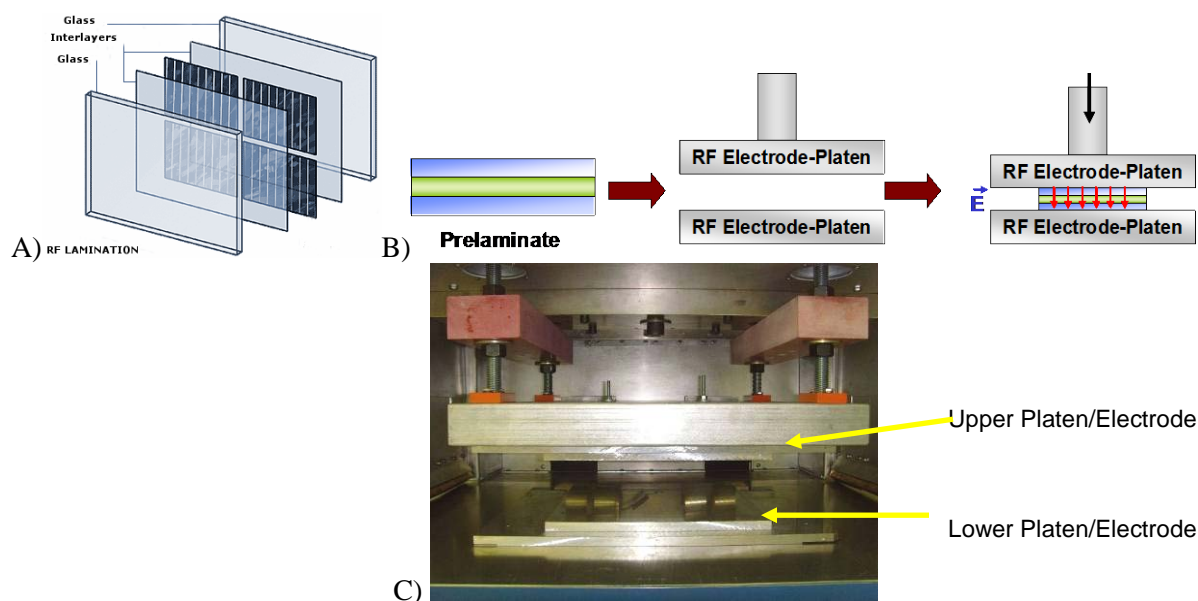 Glass
Interlayers
Glass
RF LAMINATION
A)
B)
Prelaminate
RF Electrode-Platen
RF Electrode-Platen
E
RF Electrode-Platen
RF Electrode-Platen
C)
Upper Platen/Electrode
Lower Platen/Electrode